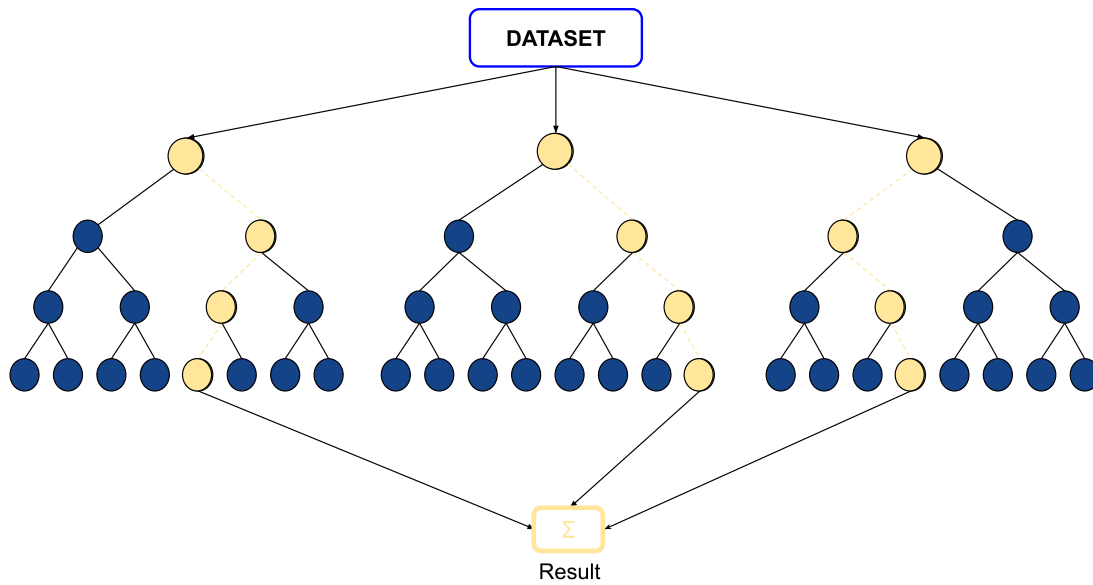 DATASET
Σ
Result